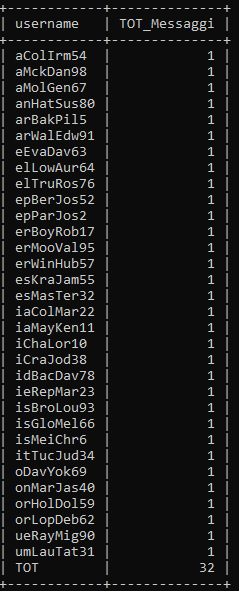 +------------+--------------+
| username | TOT_Messaggi |
+------------+--------------+
| aColIrm54 | 1 |
| aMckDan98 | 1 |
| aMolGen67 | 1 |
| anHatSus80 | 1 |
| arBakPil5 | 1 |
| arWalEdw91 | 1 |
| eEvaDav63 | 1 |
| elLowAur64 | 1 |
| elTruRos76 | 1 |
| epBerJos52 | 1 |
| epParJos2 | 1 |
| erBoyRob17 | 1 |
| erMooVal95 | 1 |
| erWinHub57 | 1 |
| esKraJam55 | 1 |
| esMasTer32 | 1 |
| iaColMar22 | 1 |
| iaMayKen11 | 1 |
| iChaLor10 | 1 |
| iCraJod38 | 1 |
| idBacDav78 | 1 |
| ieRepMar23 | 1 |
| isBroLou93 | 1 |
| isGloMel66 | 1 |
| isMeiChr6 | 1 |
| itTucJud34 | 1 |
| oDavYok69 | 1 |
| onMarJas40 | 1 |
| orHolDol59 | 1 |
| orLopDeb62 | 1 |
| ueRayMig90 | 1 |
| umLauTat31 | 1 |
| TOT | 32 |
+------------+--------------+